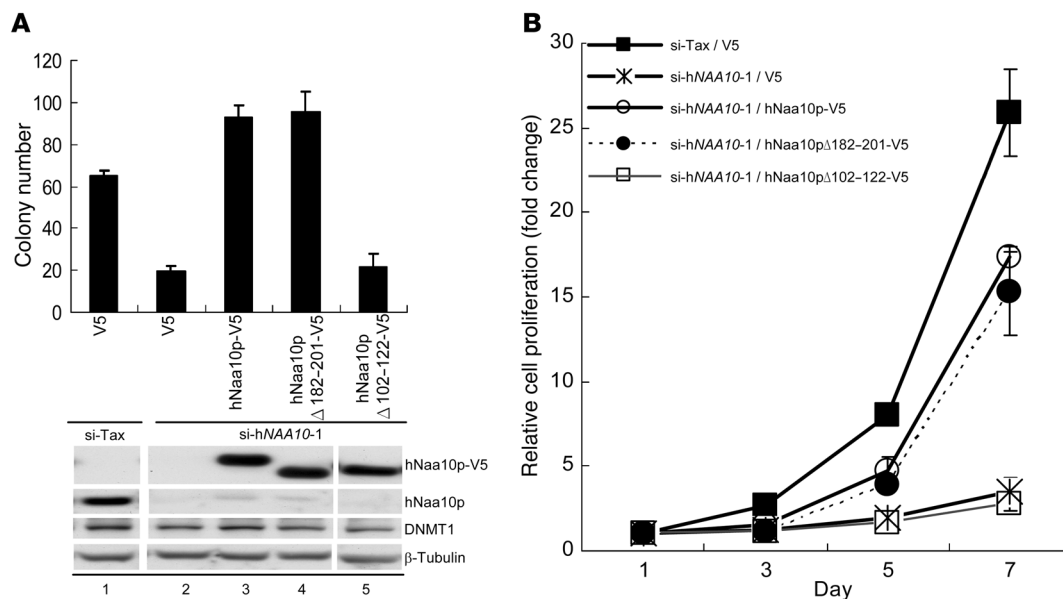 A
Colony number
120
100
80
60
40
20
0
V5
V5
hNaa10p-V5
hNaa10p
Δ182-201-V5
hNaa10p
Δ102-122-V5
si-Tax
si-hNAA10-1
hNaa10p-V5
hNaa10p
DNMT1
β-Tubulin
1 2 3 4 5
B
Relative cell proliferation (fold change)
30
25
20
15
10
5
0
si-Tax / V5
si-hNAA10-1 / V5
si-hNAA10-1 / hNaa10p-V5
si-hNAA10-1 / hNaa10pΔ182–201-V5
si-hNAA10-1 / hNaa10pΔ102–122-V5
1 3 5 7
Day